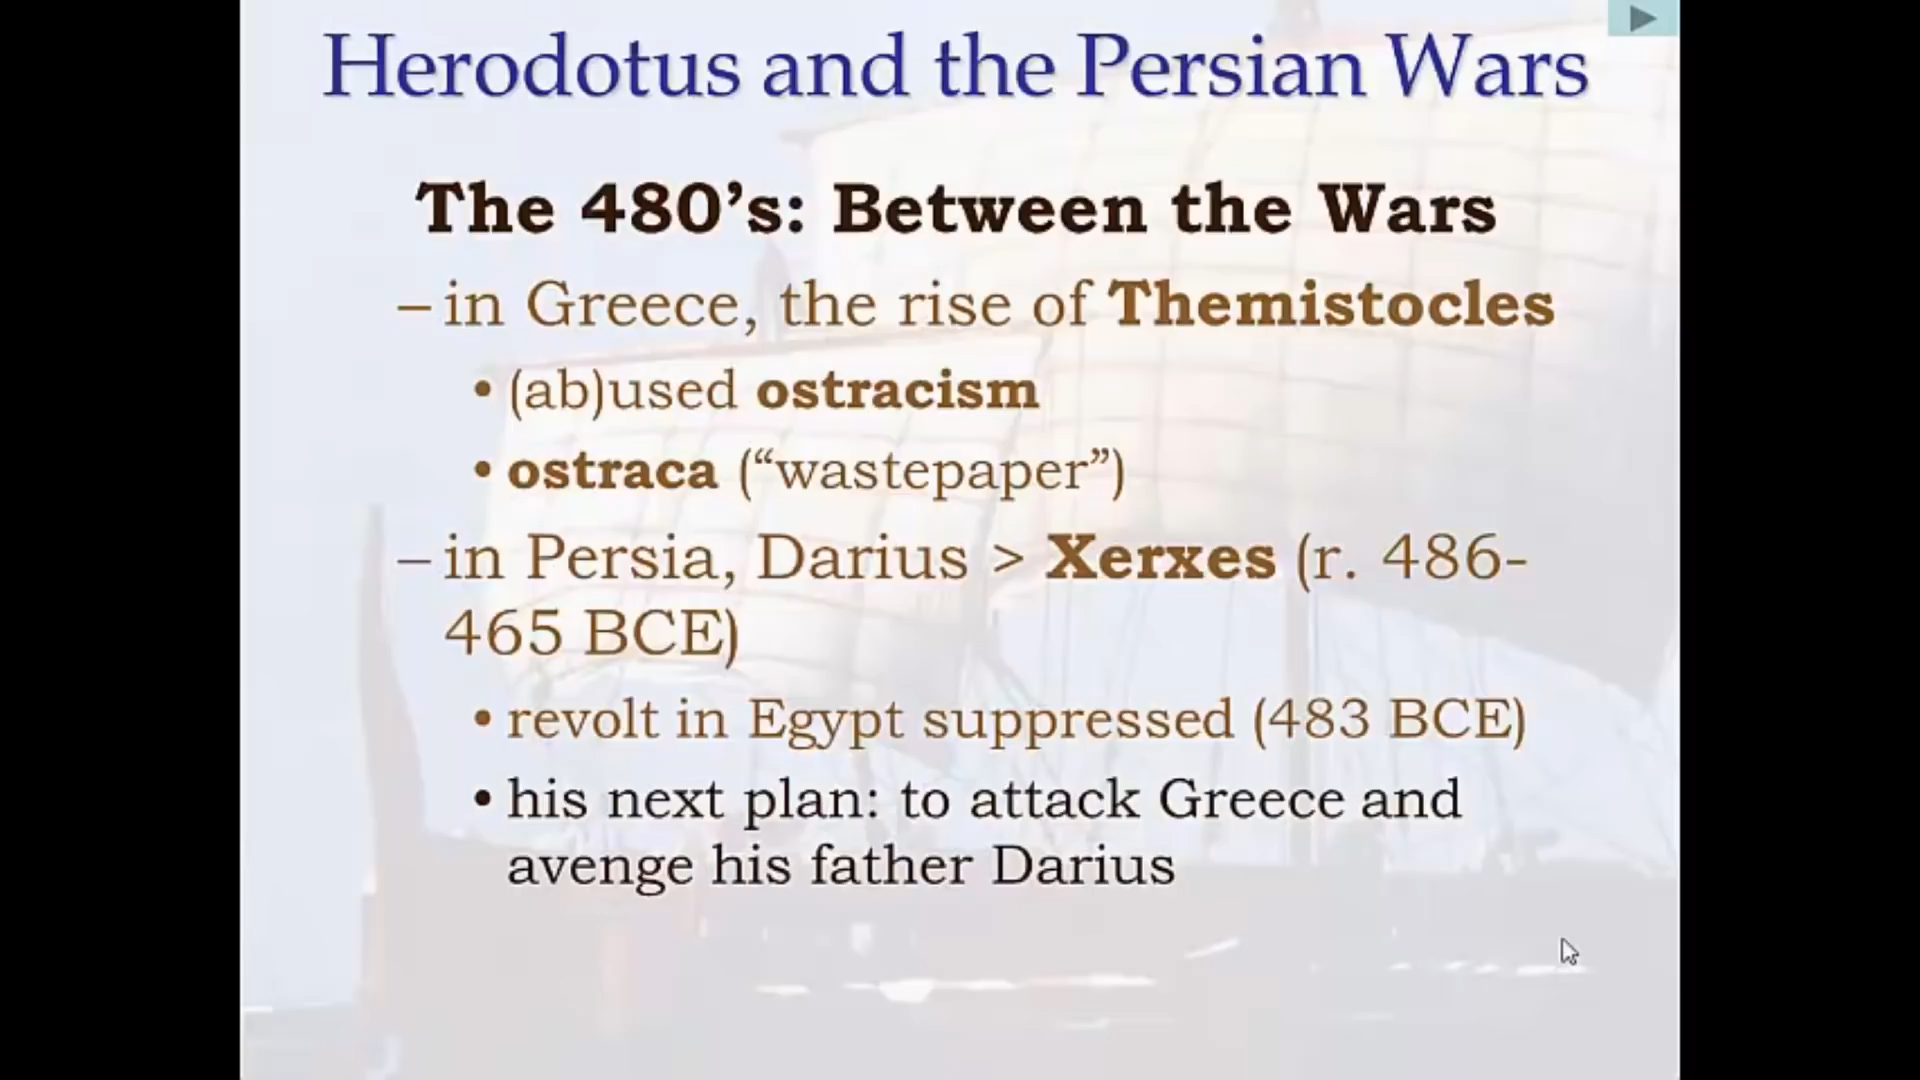 Herodotus and the Persian Wars
The 480’s: Between the Wars
– in Greece, the rise of Themistocles
• (ab)used ostracism
• ostraca (“wastepaper”)
– in Persia, Darius > Xerxes (r. 486-
465 BCE)
• revolt in Egypt suppressed (483 BCE)
• his next plan: to attack Greece and
avenge his father Darius